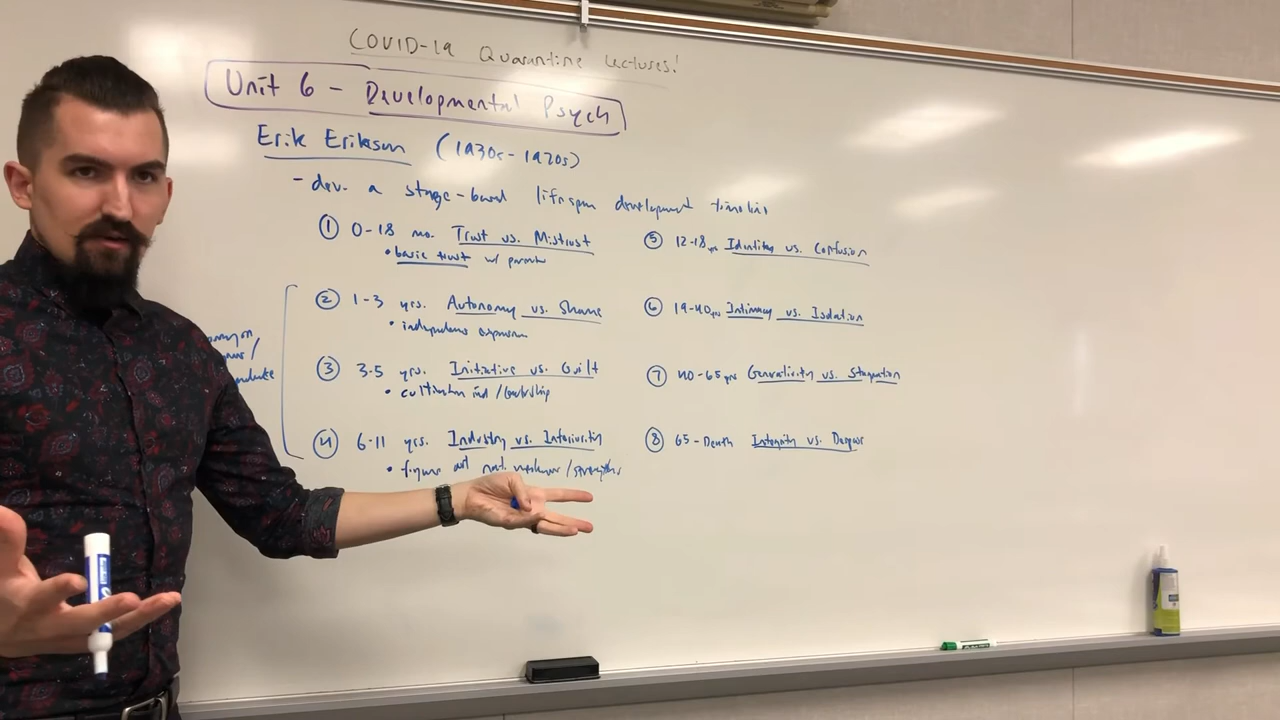 COVID-19 Quarantine Lectures!
Unit 6 - Developmental Psych
Erik Erikson (1930s-1970s)
- dev. a stage-based lifespan development timeline
① 0-18 mo. Trust vs. Mistrust
• basic trust w/ parents
② 1-3 yrs. Autonomy vs. Shame
• independence
③ 3-5 yrs. Initiative vs. Guilt
• ind/leadership
④ 6-11 yrs. Industry vs. Inferiority
• figure out weakness/strengths
⑤ 12-18 yrs Identity vs. Confusion
⑥ 19-40 yrs Intimacy vs. Isolation
⑦ 40-65 yrs Generativity vs. Stagnation
⑧ 65-Death Integrity vs. Despair